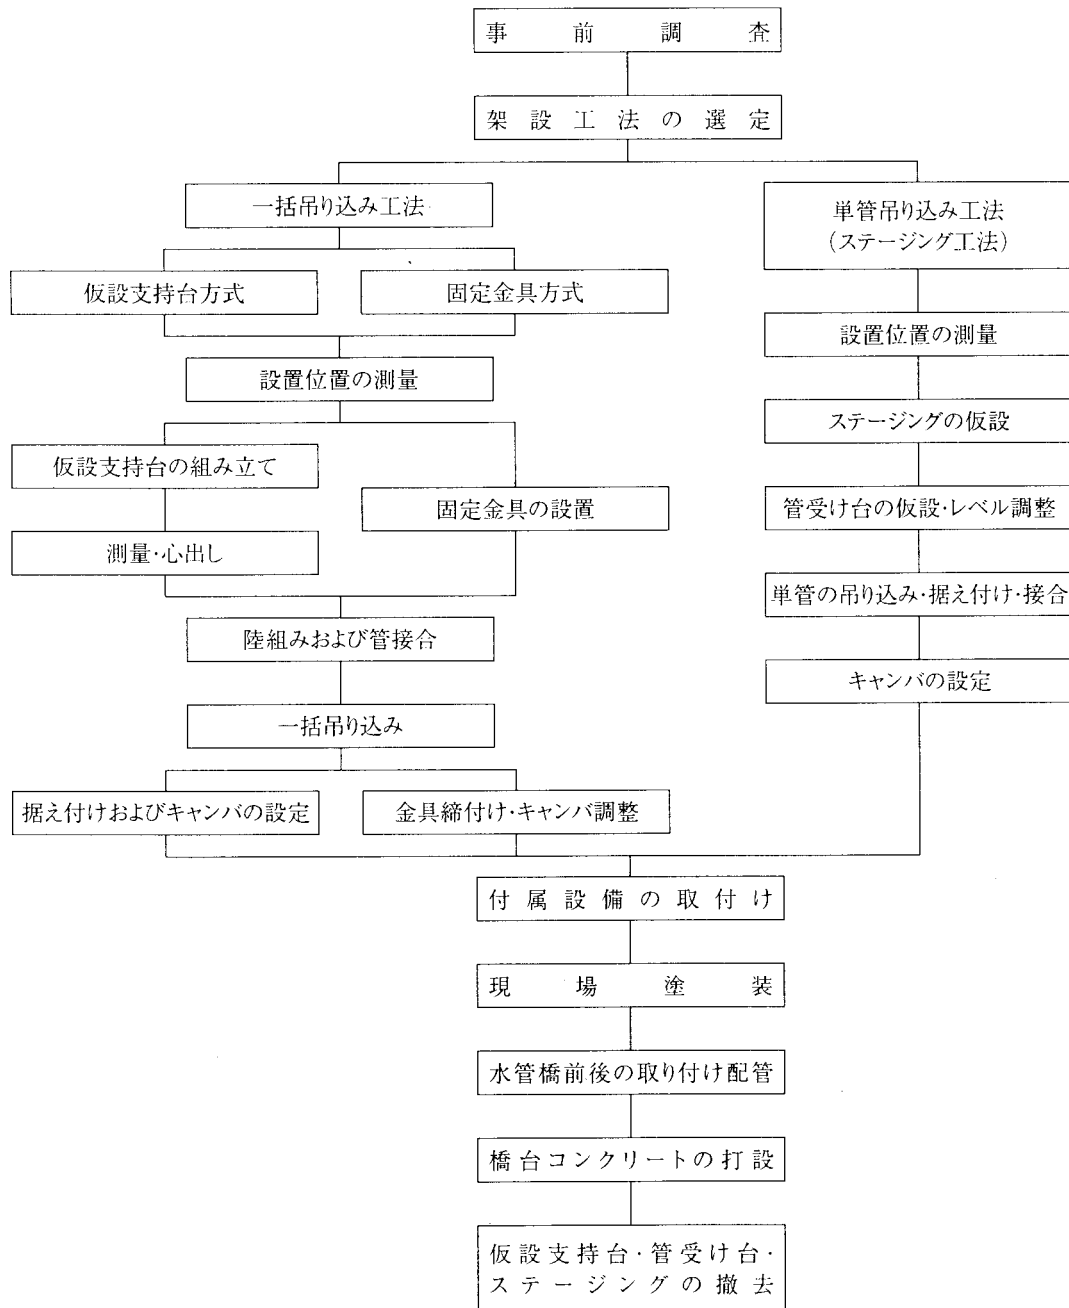 事前調査
架設工法の選定
一括吊り込み工法
単管吊り込み工法
(ステージング工法)
仮設支持台方式
固定金具方式
設置位置の測量
設置位置の測量
ステージングの仮設
仮設支持台の組み立て
固定金具の設置
管受け台の仮設・レベル調整
測量・心出し
単管の吊り込み・据え付け・接合
陸組みおよび管接合
キャンバの設定
一括吊り込み
据え付けおよびキャンバの設定
金具締付け・キャンバ調整
付属設備の取付け
現場塗装
水管橋前後の取り付け配管
橋台コンクリートの打設
仮設支持台・管受け台・
ステージングの撤去